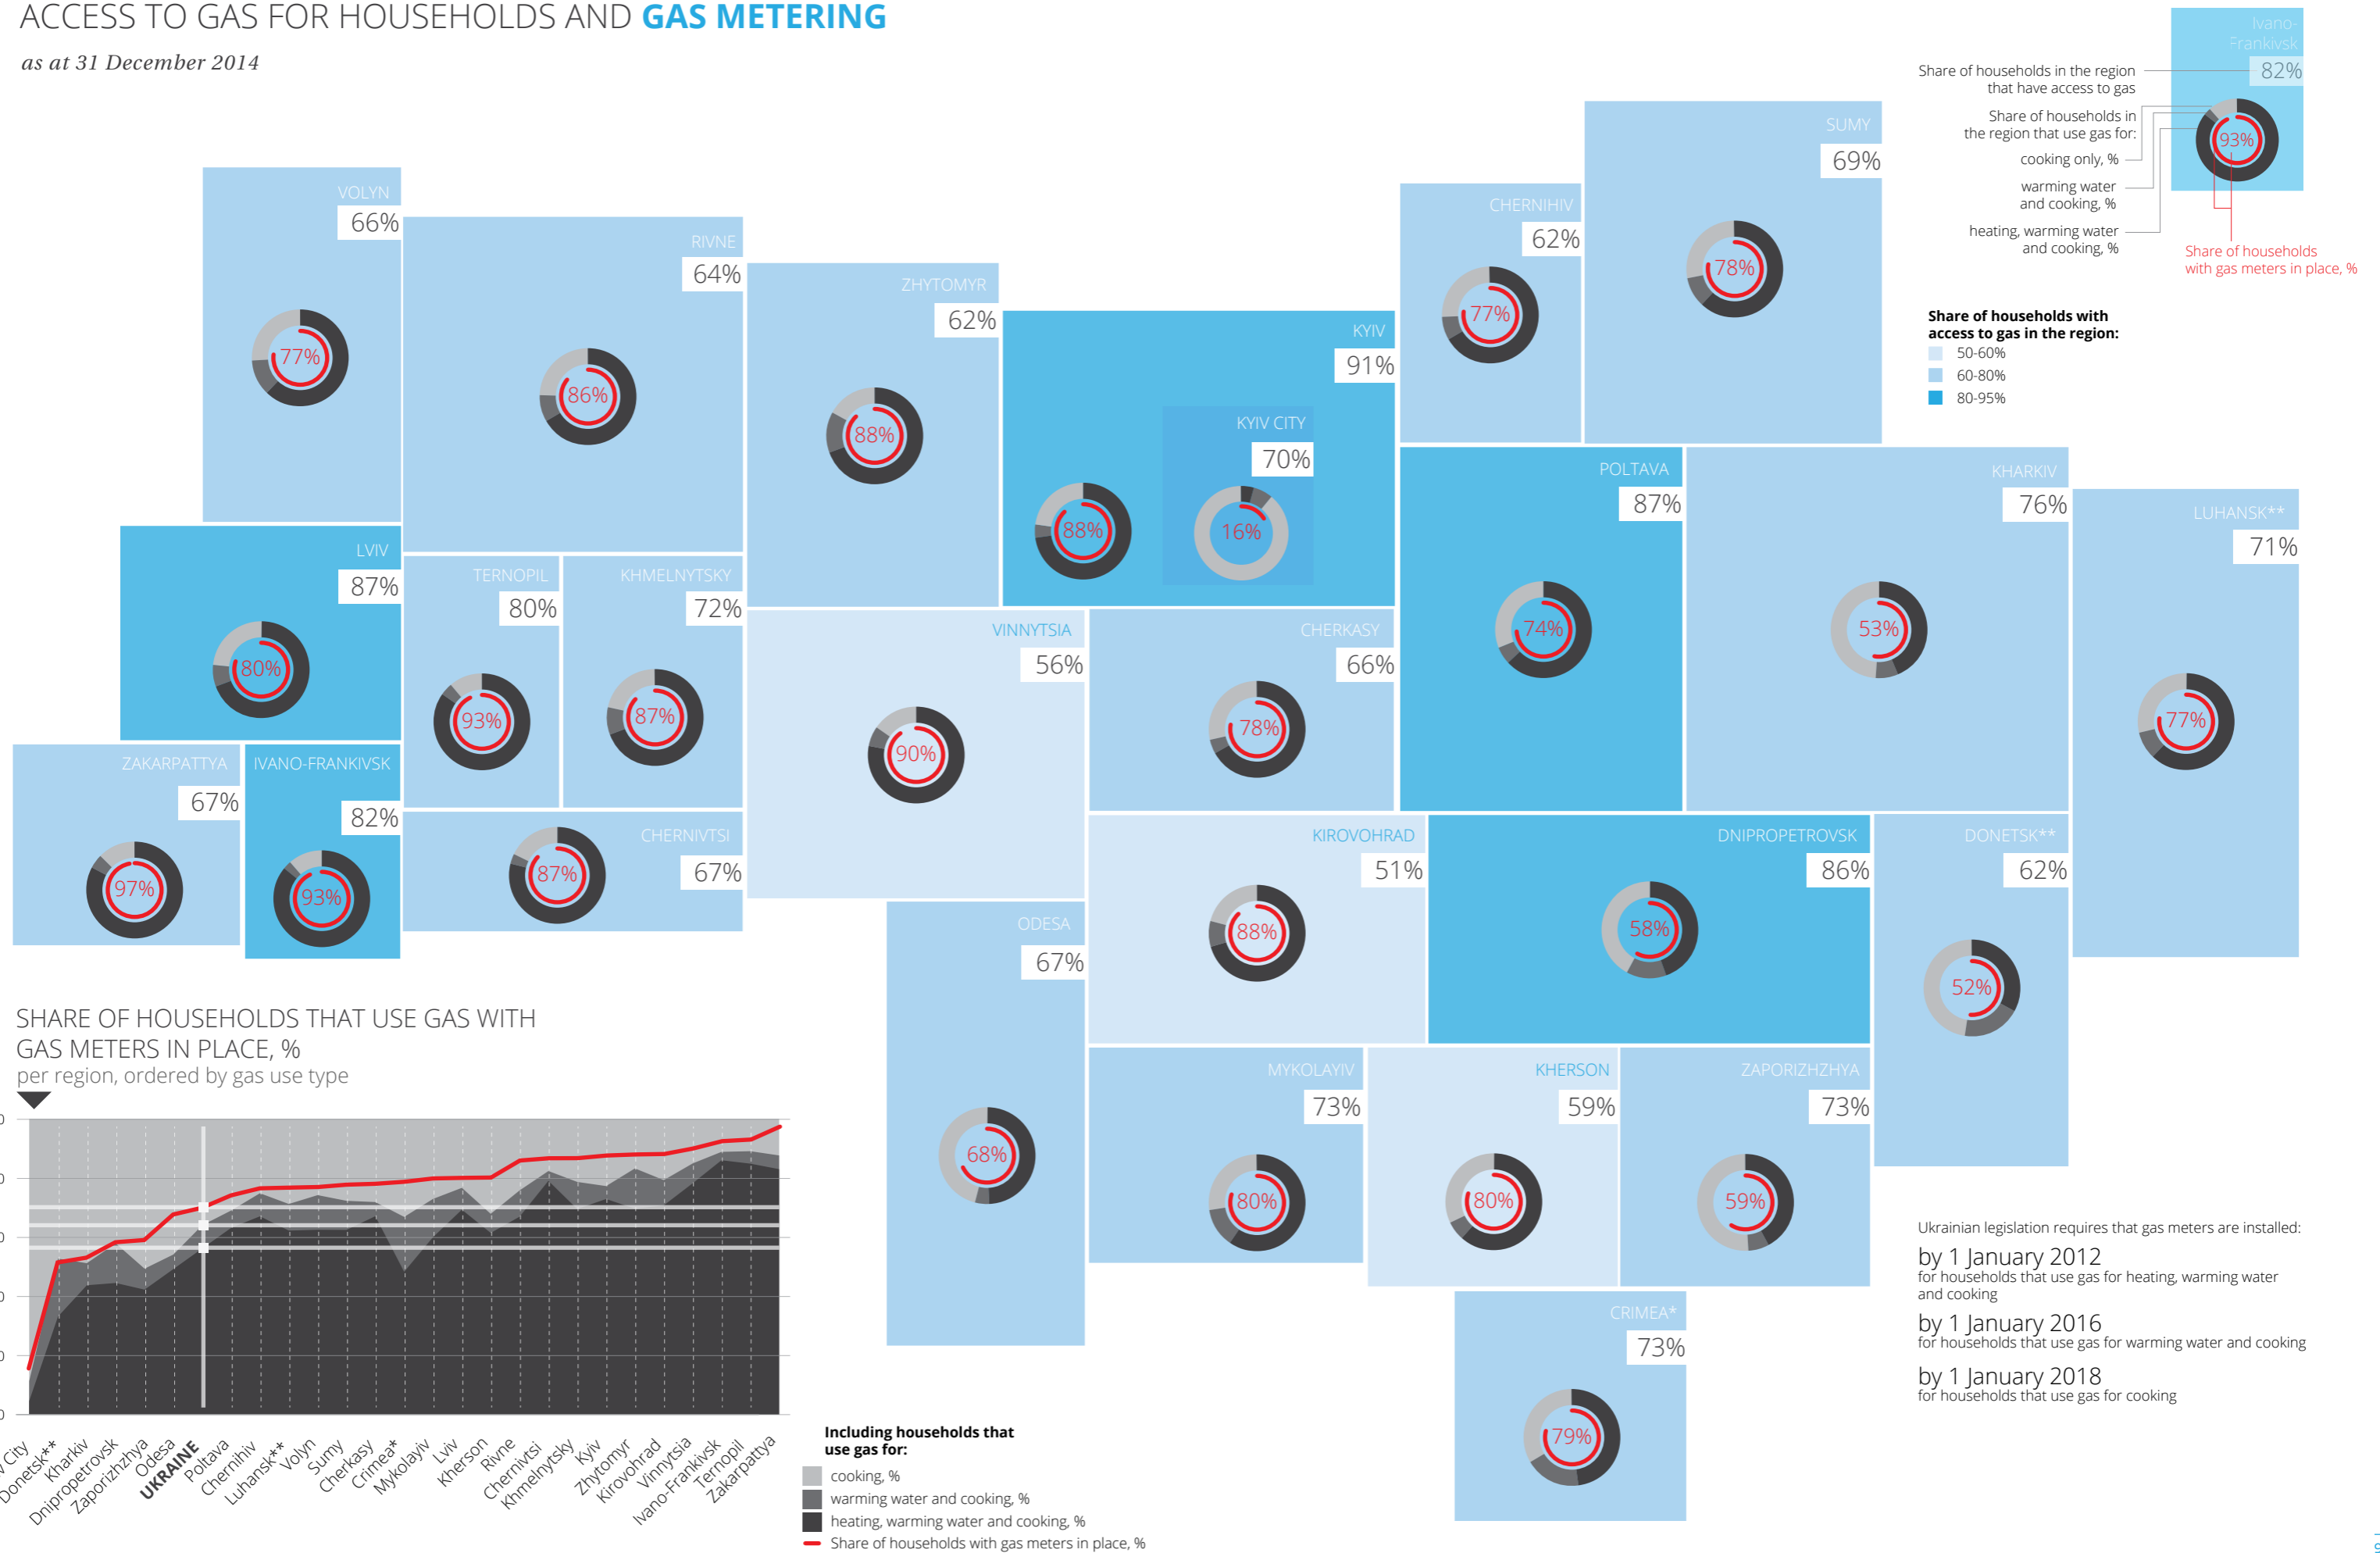 ACCESS TO GAS FOR HOUSEHOLDS AND GAS METERING
as at 31 December 2014
Ivano-
Frankivsk
82%
93%
Share of households in the region
that have access to gas
Share of households in
the region that use gas for:
cooking only, %
warming water
and cooking, %
heating, warming water
and cooking, %
Share of households
with gas meters in place, %
Share of households with
access to gas in the region:
50-60%
60-80%
80-95%
VOLYN
66%
77%
RIVNE
64%
86%
ZHYTOMYR
62%
88%
KYIV
91%
88%
KYIV CITY
70%
16%
CHERNIHIV
62%
77%
SUMY
69%
78%
LVIV
87%
80%
TERNOPIL
80%
93%
KHMELNYTSKY
72%
87%
VINNYTSIA
56%
90%
CHERKASY
66%
78%
POLTAVA
87%
74%
KHARKIV
76%
53%
LUHANSK**
71%
77%
ZAKARPATTYA
67%
97%
IVANO-FRANKIVSK
82%
93%
CHERNIVTSI
67%
87%
ODESA
67%
68%
KIROVOHRAD
51%
88%
DNIPROPETROVSK
86%
58%
DONETSK**
62%
52%
MYKOLAYIV
73%
80%
KHERSON
59%
80%
ZAPORIZHZHYA
73%
59%
CRIMEA*
73%
79%
SHARE OF HOUSEHOLDS THAT USE GAS WITH
GAS METERS IN PLACE, %
per region, ordered by gas use type
0
0
0
0
0
0
City
Donetsk**
Kharkiv
Dnipropetrovsk
Zaporizhzhya
Odesa
UKRAINE
Poltava
Chernihiv
Luhansk**
Volyn
Sumy
Cherkasy
Crimea*
Mykolayiv
Lviv
Kherson
Rivne
Chernivtsi
Khmelnytsky
Kyiv
Zhytomyr
Kirovohrad
Vinnytsia
Ivano-Frankivsk
Ternopil
Zakarpattya
Including households that
use gas for:
cooking, %
warming water and cooking, %
heating, warming water and cooking, %
Share of households with gas meters in place, %
Ukrainian legislation requires that gas meters are installed:
by 1 January 2012
for households that use gas for heating, warming water
and cooking
by 1 January 2016
for households that use gas for warming water and cooking
by 1 January 2018
for households that use gas for cooking